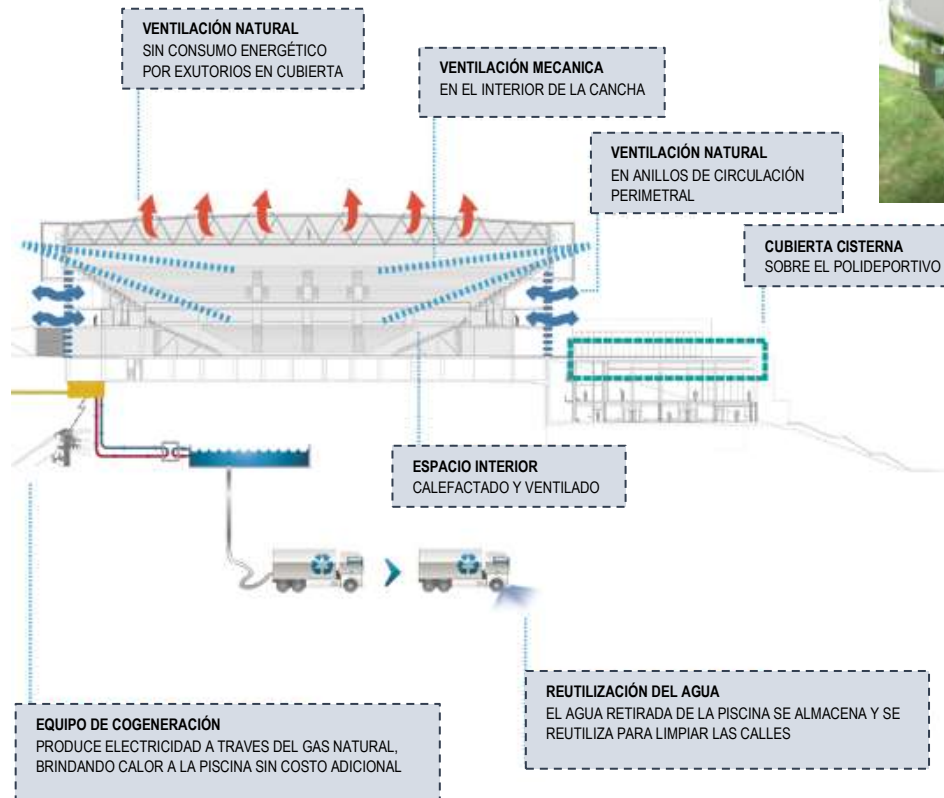 VENTILACIÓN NATURAL
SIN CONSUMO ENERGÉTICO
POR EXUTORIOS EN CUBIERTA
VENTILACIÓN MECANICA
EN EL INTERIOR DE LA CANCHA
VENTILACIÓN NATURAL
EN ANILLOS DE CIRCULACIÓN
PERIMETRAL
CUBIERTA CISTERNA
SOBRE EL POLIDEPORTIVO
ESPACIO INTERIOR
CALEFACTADO Y VENTILADO
REUTILIZACIÓN DEL AGUA
EL AGUA RETIRADA DE LA PISCINA SE ALMACENA Y SE
REUTILIZA PARA LIMPIAR LAS CALLES
EQUIPO DE COGENERACIÓN
PRODUCE ELECTRICIDAD A TRAVES DEL GAS NATURAL,
BRINDANDO CALOR A LA PISCINA SIN COSTO ADICIONAL